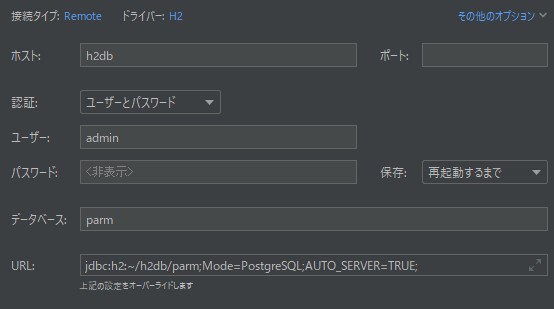 接続タイプ: Remote ドライバー: H2 その他のオプション
ホスト: h2db ポート:
認証: ユーザーとパスワード
ユーザー: admin
パスワード: <非表示> 保存: 再起動するまで
データベース: parm
URL: jdbc:h2:~/h2db/parm;Mode=PostgreSQL;AUTO_SERVER=TRUE;
上記の設定をオーバーライドします